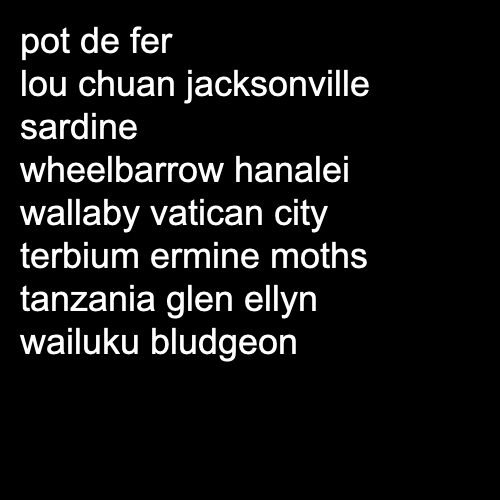 pot de fer
lou chuan jacksonville
sardine
wheelbarrow hanalei
wallaby vatican city
terbium ermine moths
tanzania glen ellyn
wailuku bludgeon